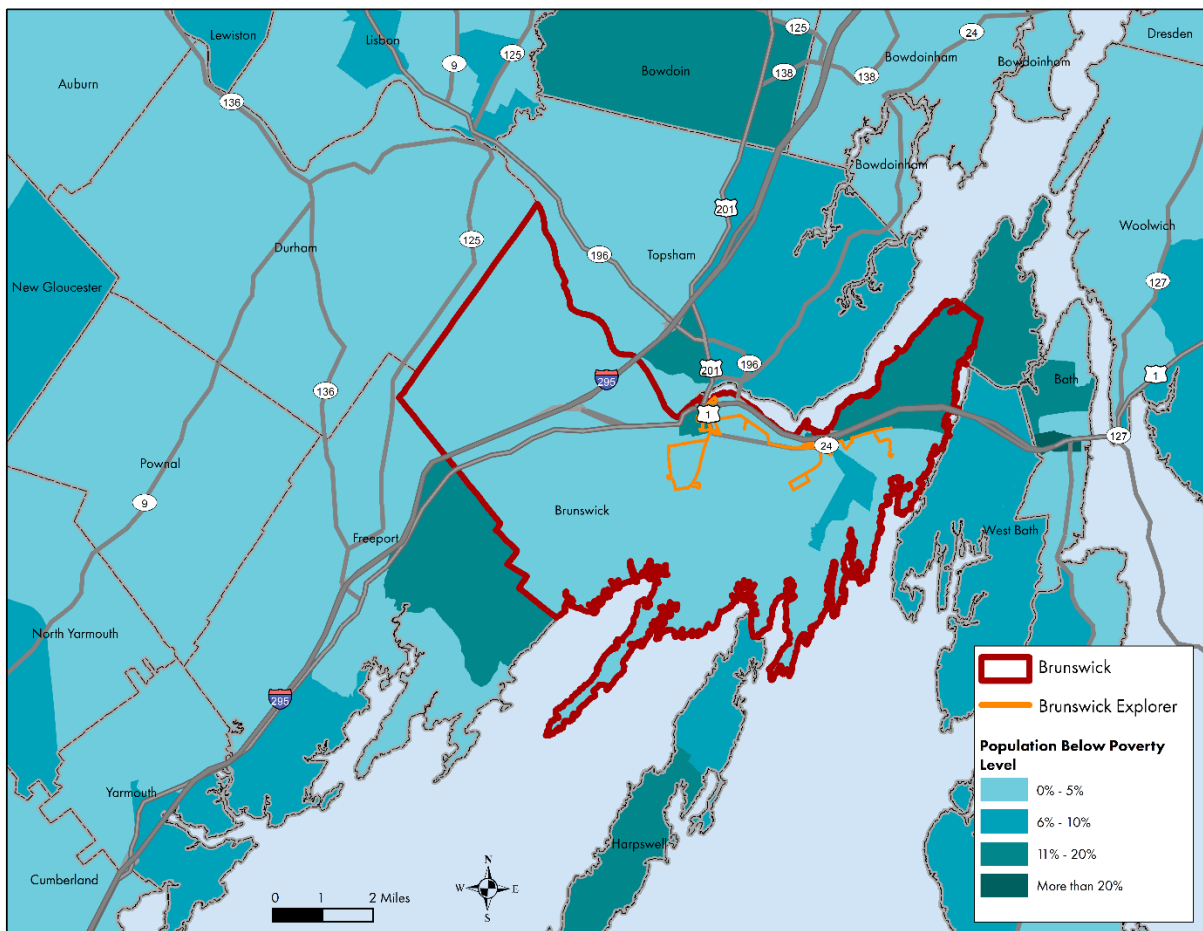 Lewiston
Lisbon
9
125
125
24
Dresden
Bowdoinham
Bowdoinham
Auburn
136
Bowdoin
138
138
Bowdoinham
201
Woolwich
Durham
125
196
Topsham
127
New Gloucester
295
201
196
Bath
1
136
1
24
127
Pownal
9
Brunswick
West Bath
Freeport
North Yarmouth
295
Yarmouth
Harpswell
Cumberland
0 1 2 Miles
N
W E
S
Brunswick
Brunswick Explorer
Population Below Poverty
Level
0% - 5%
6% - 10%
11% - 20%
More than 20%